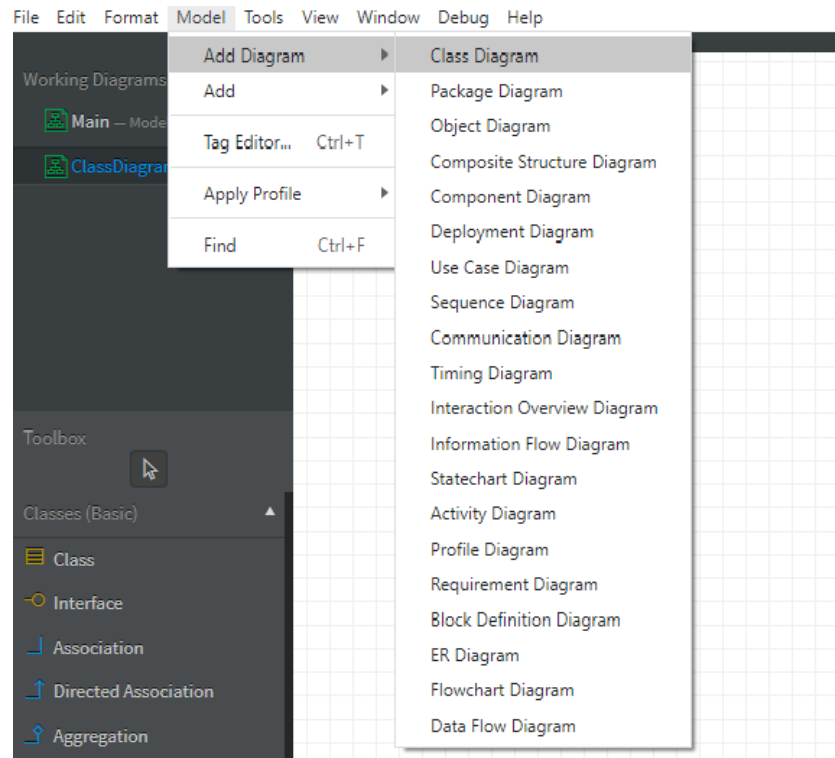 File Edit Format Model Tools View Window Debug Help
Add Diagram
Add
Tag Editor... Ctrl+T
Apply Profile
Find Ctrl+F
Class Diagram
Package Diagram
Object Diagram
Composite Structure Diagram
Component Diagram
Deployment Diagram
Use Case Diagram
Sequence Diagram
Communication Diagram
Timing Diagram
Interaction Overview Diagram
Information Flow Diagram
Statechart Diagram
Activity Diagram
Profile Diagram
Requirement Diagram
Block Definition Diagram
ER Diagram
Flowchart Diagram
Data Flow Diagram
Working Diagrams
Main — Mode
ClassDiagra
Toolbox
Classes (Basic)
Class
Interface
Association
Directed Association
Aggregation